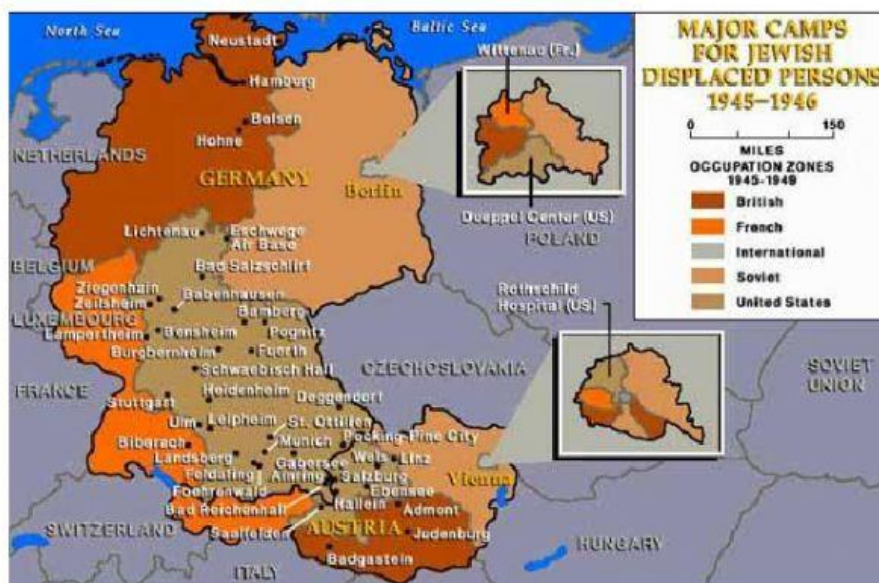 North Sea
Baltic Sea
MAJOR CAMPS
FOR JEWISH
DISPLACED PERSONS
1945–1946
0 150
MILES
OCCUPATION ZONES
1945-1949
British
French
International
Soviet
United States
Neustadt
Hamburg
Belsen
Hohne
NETHERLANDS
GERMANY
Berlin
Wittenau (Fr.)
Dueppel Center (US)
POLAND
Lichtenau
Eschwege
Air Base
BELGIUM
Bad Salzschlirf
Ziegenhain
Zeilsheim
Babenhausen
LUXEMBOURG
Bamberg
Lampertheim
Bensheim
Pegnitz
Burgbernheim
Fuerth
Schwaebisch Hall
Rothschild
Hospital (US)
CZECHOSLOVAKIA
SOVIET
UNION
FRANCE
Heidenheim
Stuttgart
Deggendorf
Ulm
Leipheim
St. Ottilien
Biberach
Munich
Pocking-Pine City
Landsberg
Gabersee
Wels
Linz
Vienna
Feldafing
Ainring
Salzburg
Foehrenwald
Ebensee
Bad Reichenhall
Hallein
Admont
SWITZERLAND
Saalfelden
AUSTRIA
Judenburg
HUNGARY
Badgastein
ITALY